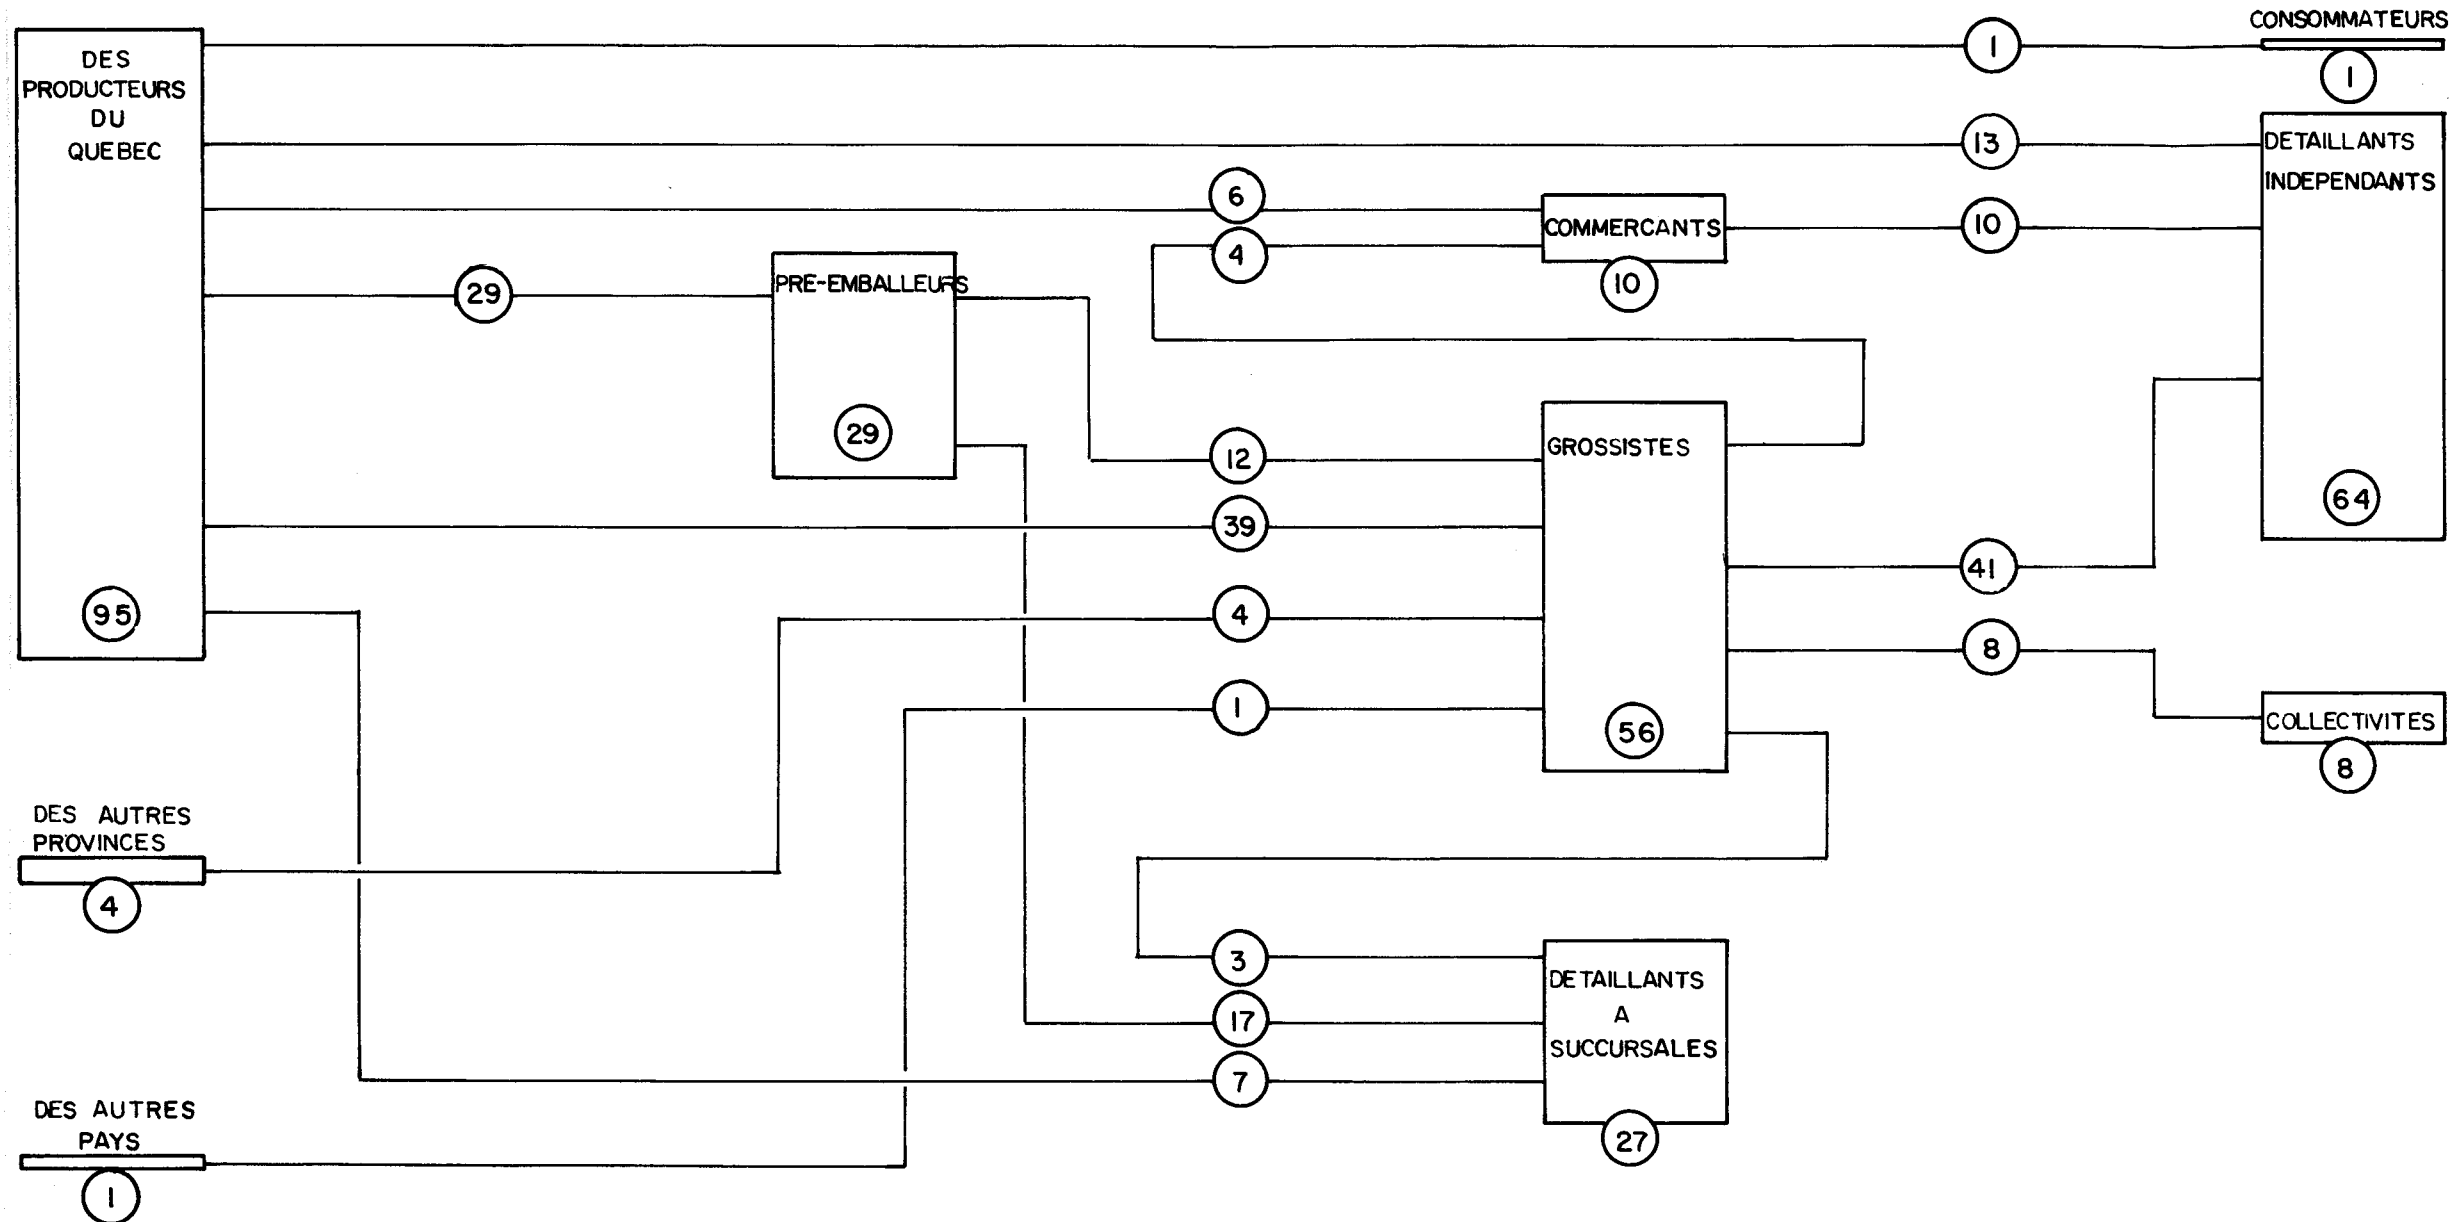 DES
PRODUCTEURS
DU
QUEBEC
95
DES AUTRES
PROVINCES
4
DES AUTRES
PAYS
1
29
PRE-EMBALLEURS
29
6
4
12
39
4
1
3
17
7
COMMERCANTS
10
GROSSISTES
56
DETAILLANTS
A
SUCCURSALES
27
1
13
10
41
8
CONSOMMATEURS
1
DETAILLANTS
INDEPENDANTS
64
COLLECTIVITES
8